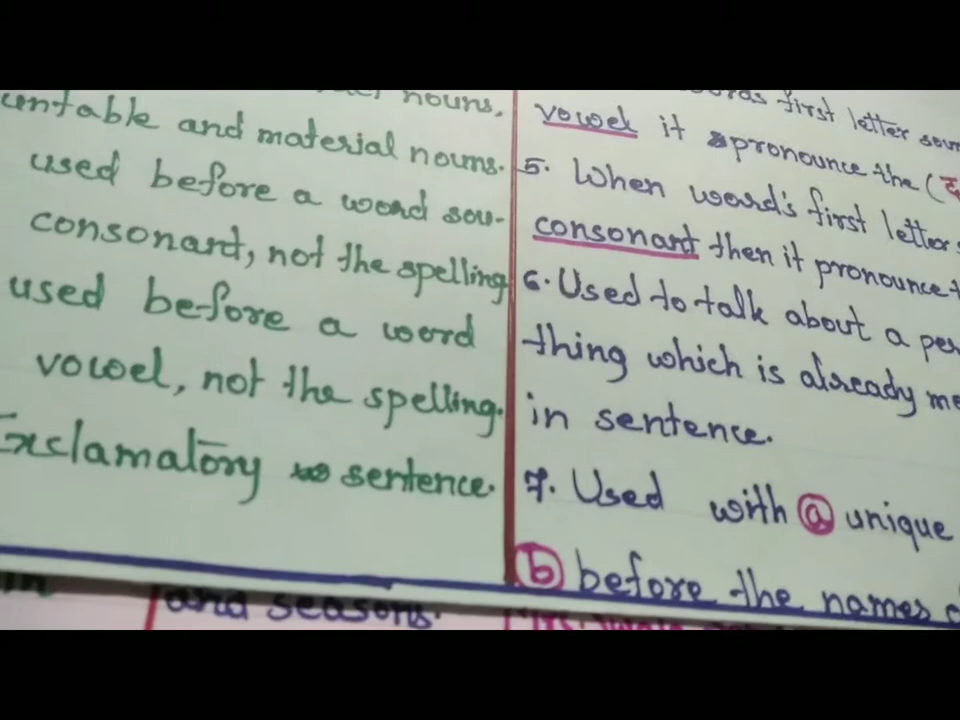 nouns,
untable and material nouns.
used before a word sou-
consonant, not the spelling
used before a word
vowel, not the spelling.
Exclamatory sentence.
first letter soun
vowel it pronounce the (
5. When word's first letter
consonant then it pronounce t
6. Used to talk about a per
thing which is already me
in sentence.
7. Used with a unique
b before the names o
and seasons.